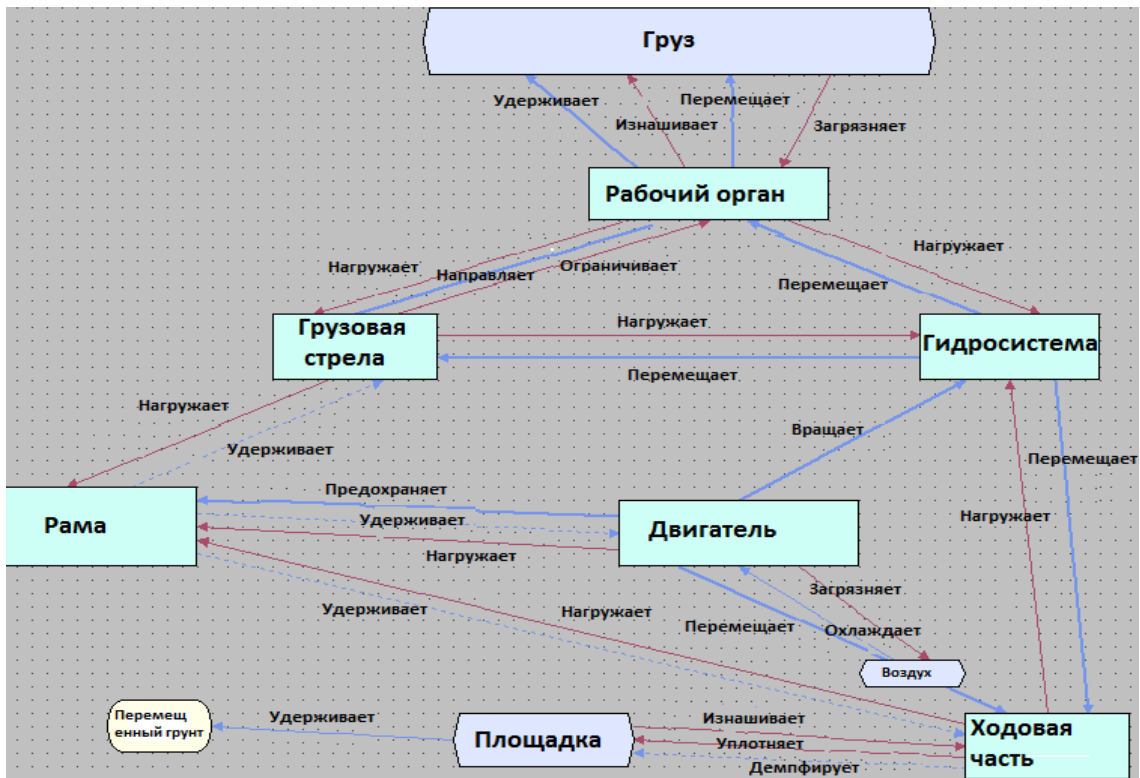 Груз
Удерживает
Перемещает
Изнашивает
Загрязняет
Рабочий орган
Нагружает
Нагружает
Направляет
Ограничивает
Перемещает
Грузовая
стрела
Нагружает
Гидросистема
Перемещает
Нагружает
Вращает
Удерживает
Перемещает
Предохраняет
Рама
Удерживает
Двигатель
Нагружает
Нагружает
Загрязняет
Удерживает
Нагружает
Перемещает
Охлаждает
Воздух
Перемещ
енный грунт
Удерживает
Площадка
Изнашивает
Уплотняет
Демпфирует
Ходовая
часть